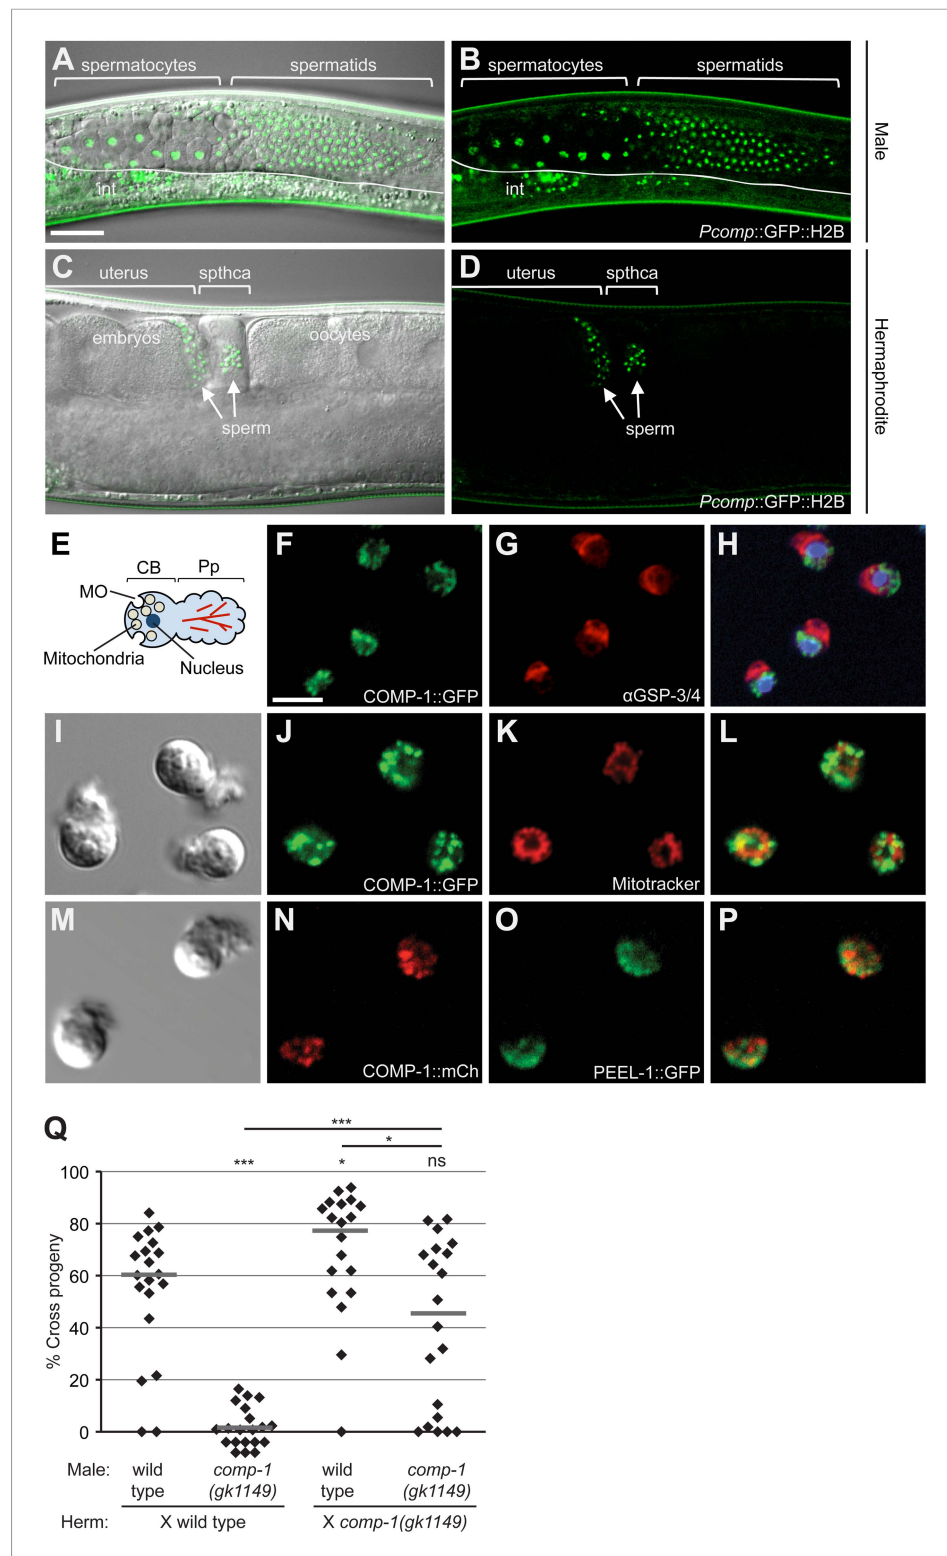 A
spermatocytes
spermatids
int
B
spermatocytes
spermatids
int
Pcomp::GFP::H2B
Male
C
uterus
spthca
embryos
oocytes
sperm
D
uterus
spthca
sperm
Pcomp::GFP::H2B
Hermaphrodite
E
CB
Pp
MO
Mitochondria
Nucleus
F
COMP-1::GFP
G
αGSP-3/4
H
I
J
COMP-1::GFP
K
Mitotracker
L
M
N
COMP-1::mCh
O
PEEL-1::GFP
P
Q
***
*
***
*
ns
100
80
60
40
20
0
% Cross progeny
Male:
wild type
comp-1 (gk1149)
wild type
comp-1 (gk1149)
Herm:
X wild type
X comp-1(gk1149)